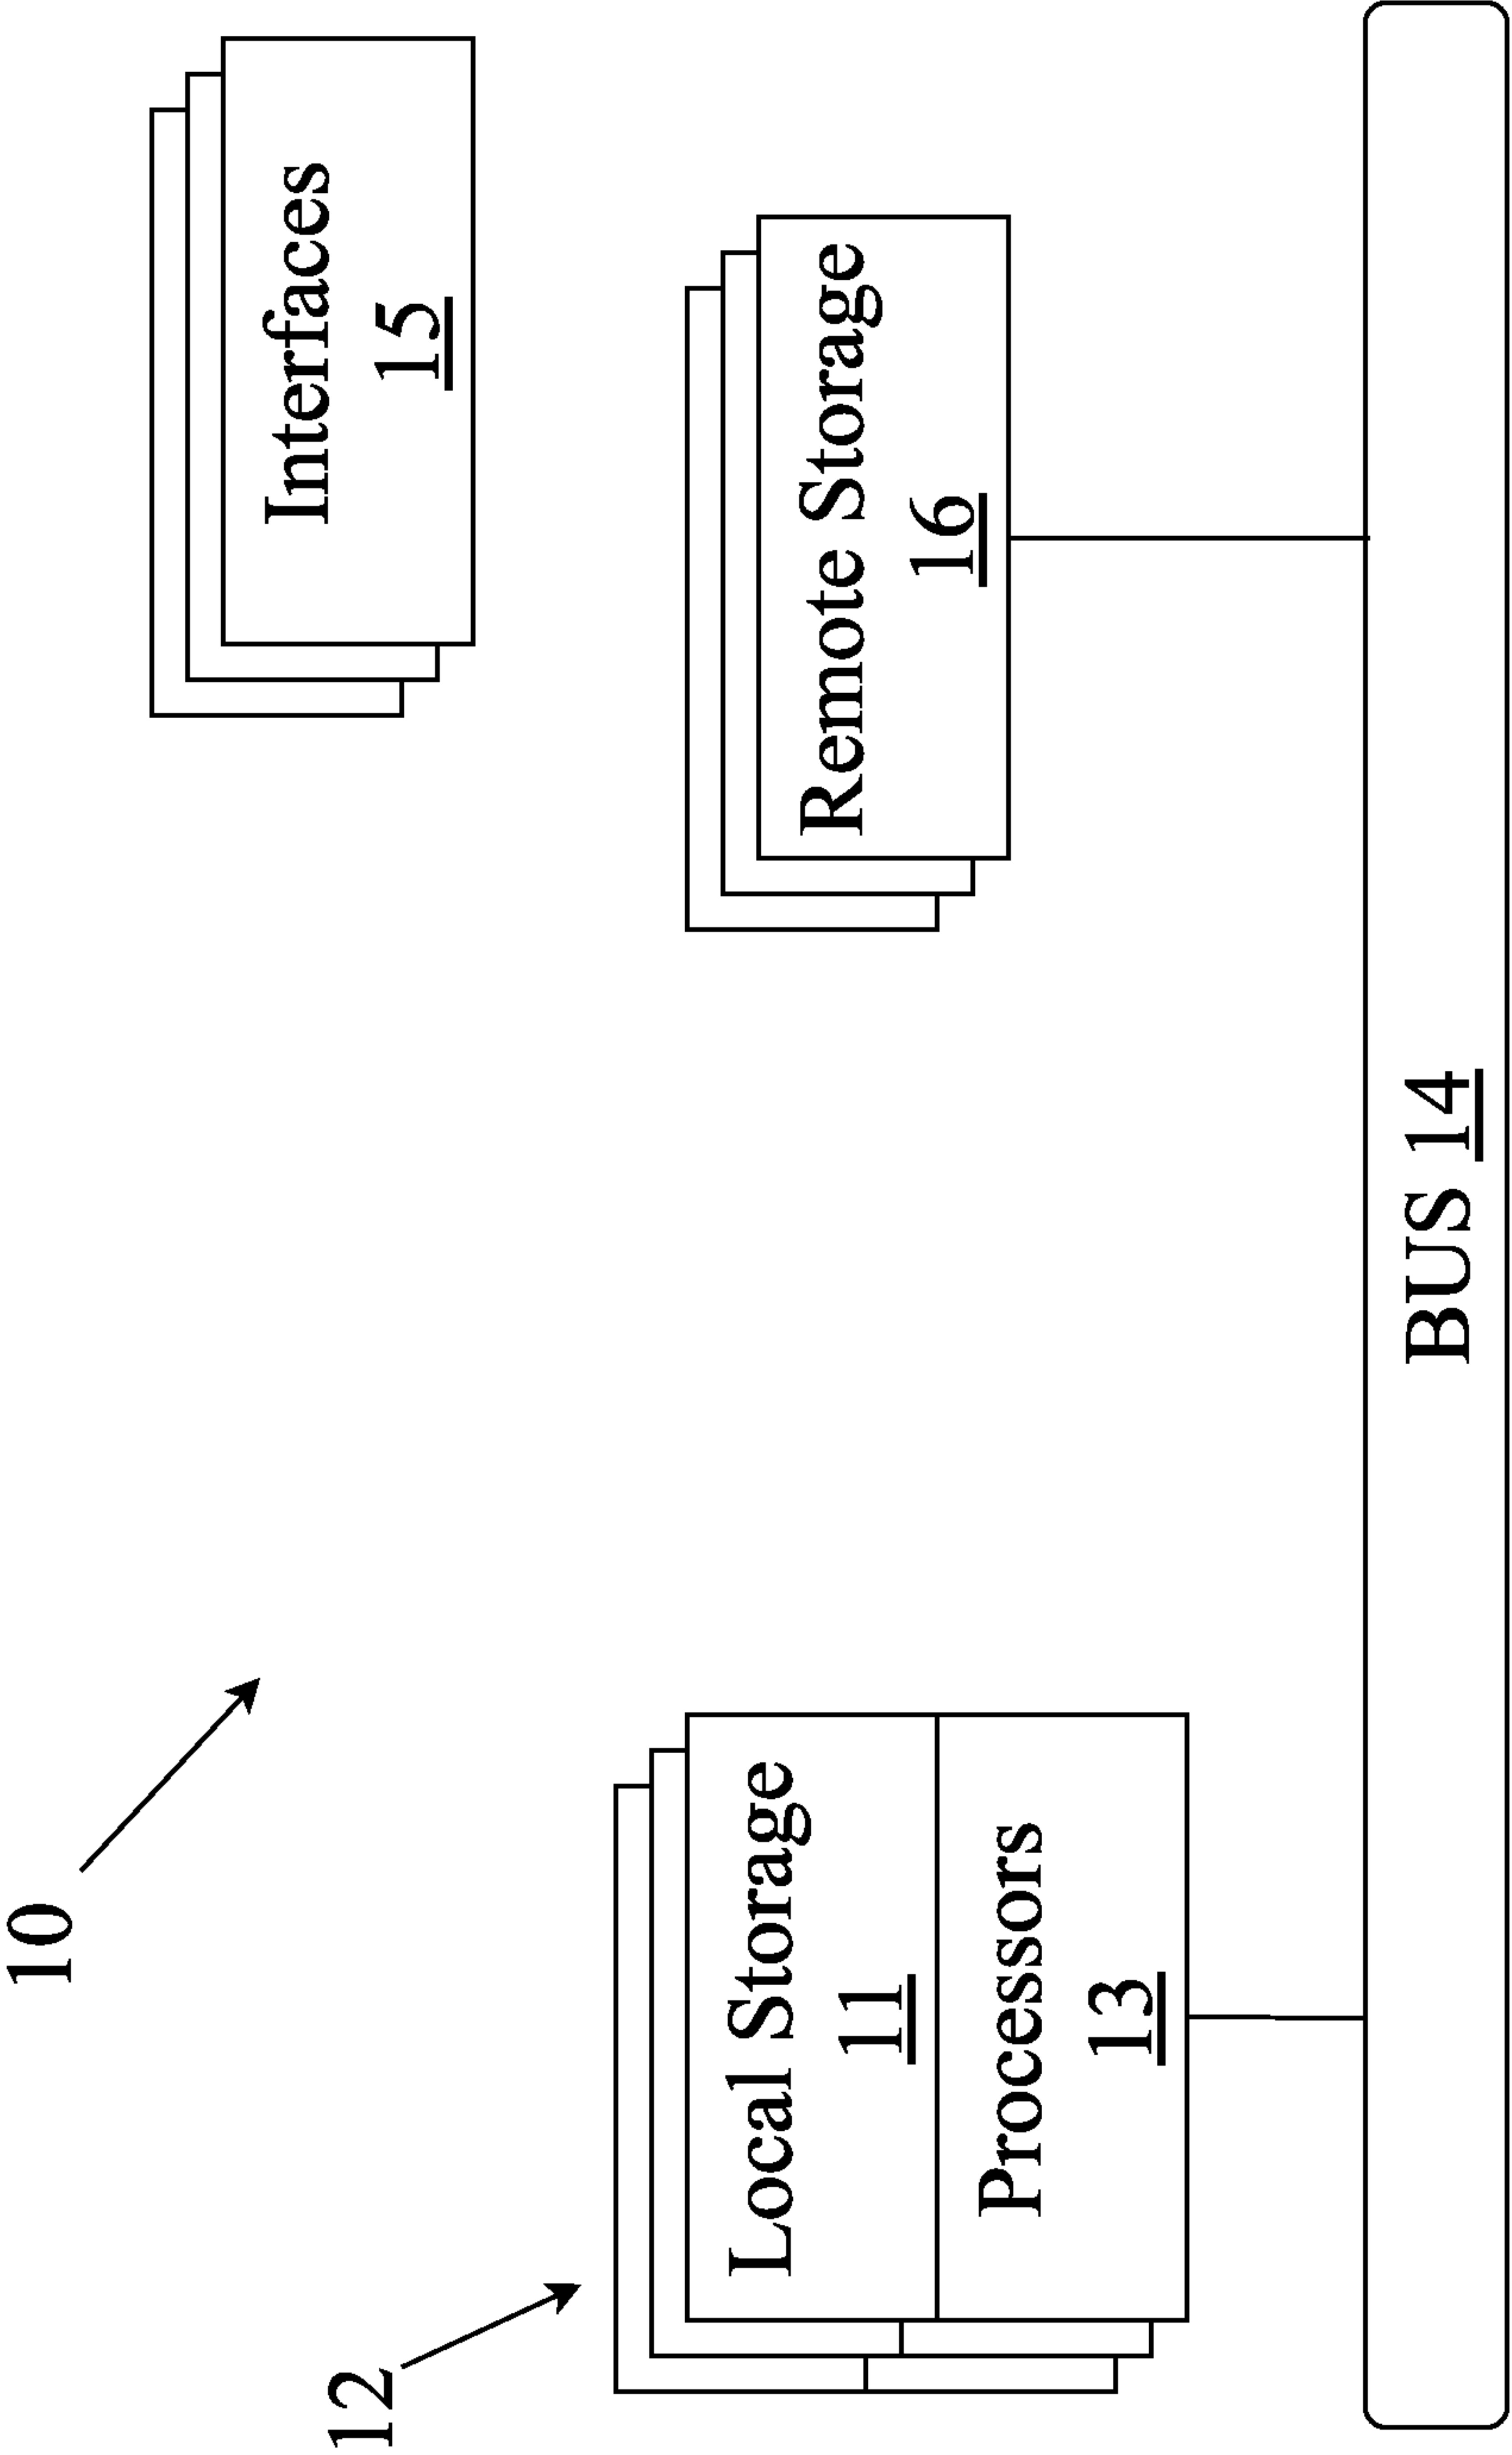 10
12
Interfaces
15
Local Storage
11
Processors
13
Remote Storage
16
BUS 14